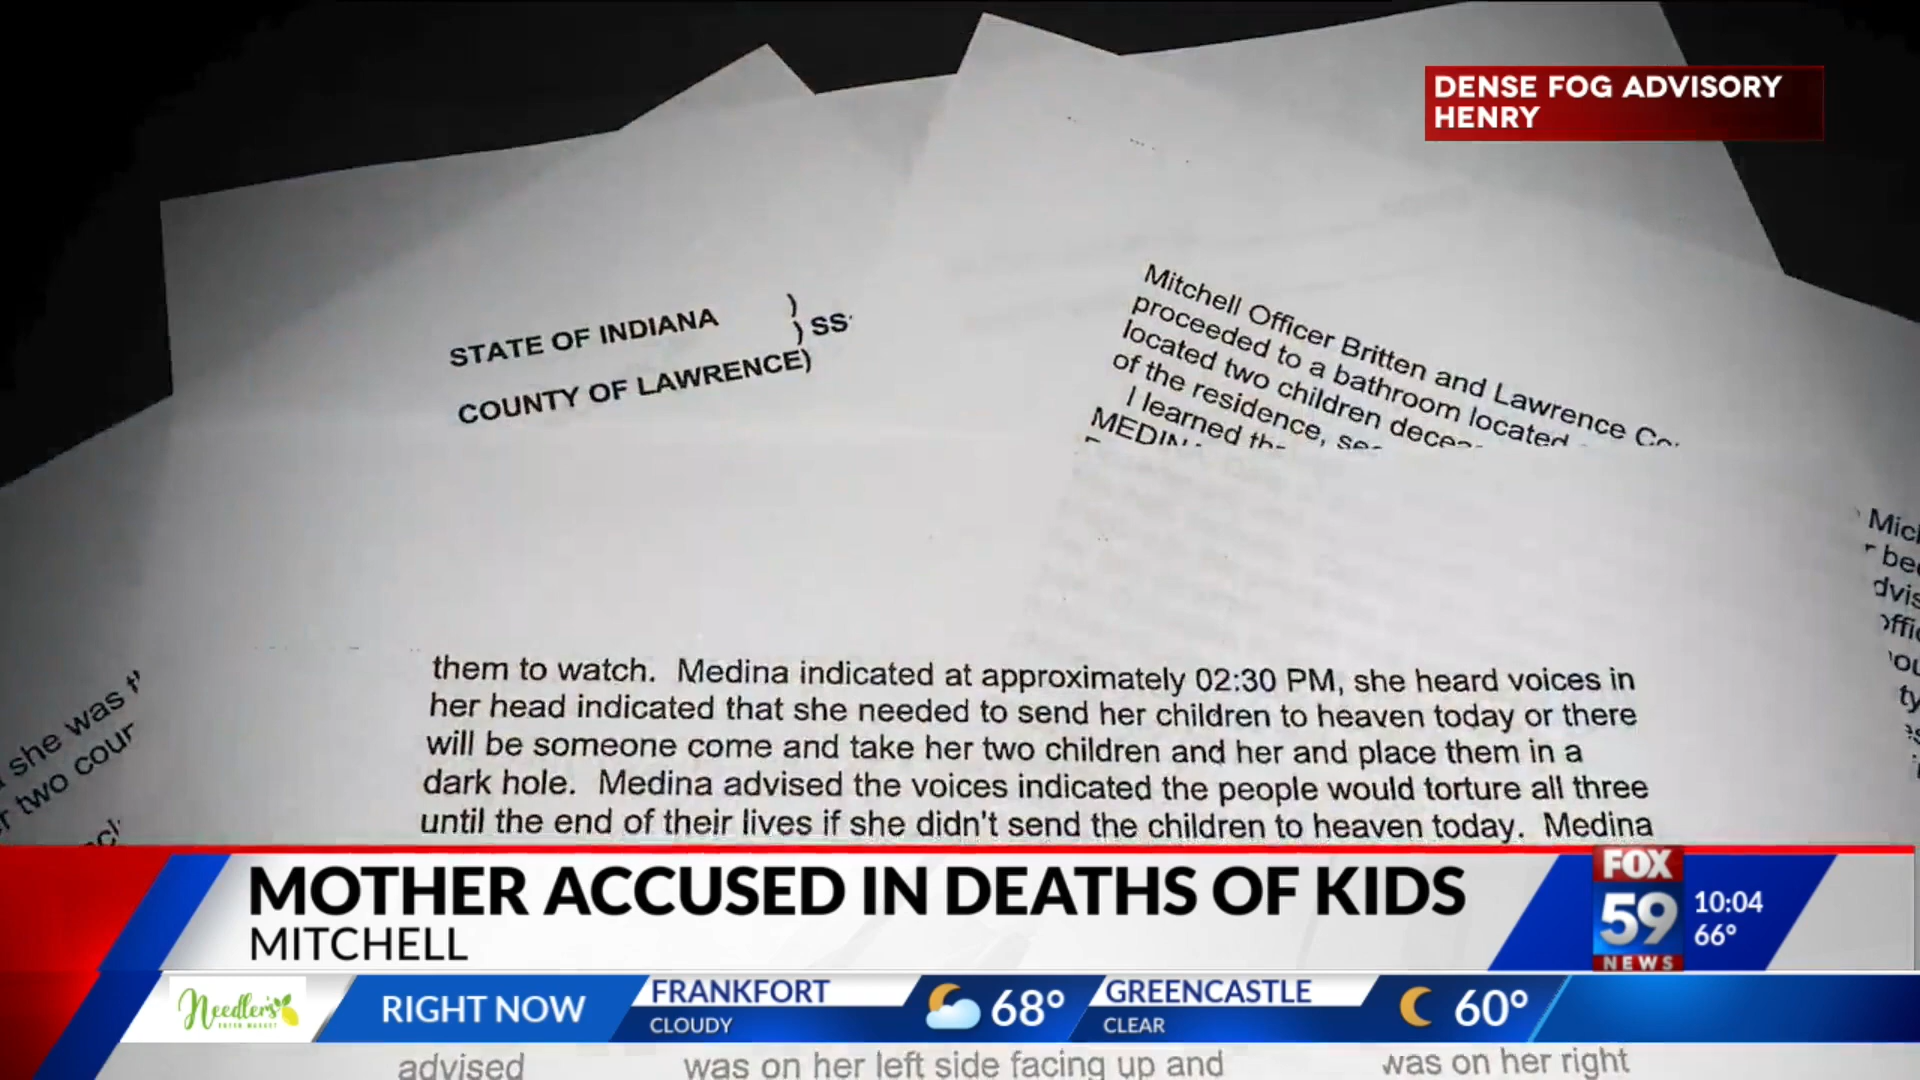 DENSE FOG ADVISORY
HENRY
STATE OF INDIANA )
) SS
COUNTY OF LAWRENCE)
Mitchell Officer Britten and Lawrence
proceeded to a bathroom located
located two children
of the residence,
I learned
them to watch. Medina indicated at approximately 02:30 PM, she heard voices in
her head indicated that she needed to send her children to heaven today or there
will be someone come and take her two children and her and place them in a
dark hole. Medina advised the voices indicated the people would torture all three
until the end of their lives if she didn't send the children to heaven today. Medina
she was
two
MOTHER ACCUSED IN DEATHS OF KIDS
MITCHELL
FOX
59
NEWS
10:04
66°
Needler's
FRESH MARKET
RIGHT NOW
FRANKFORT
CLOUDY
68°
GREENCASTLE
CLEAR
60°
advised was on her left side facing up and was on her right